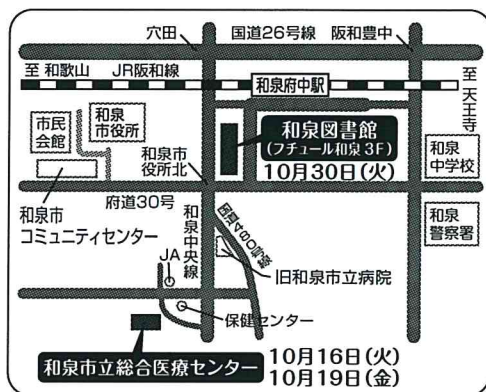 穴田
国道26号線
阪和豊中
至 和歌山
JR阪和線
和泉府中駅
至 天王寺
市民
会館
和泉
市役所
和泉市
役所北
和泉図書館
(フチュール和泉 3F)
10月30日(火)
和泉
中学校
府道30号
和泉市
コミュニティセンター
和泉中央線
国道480号線
和泉
警察署
JA
旧和泉市立病院
保健センター
和泉市立総合医療センター
10月16日(火)
10月19日(金)